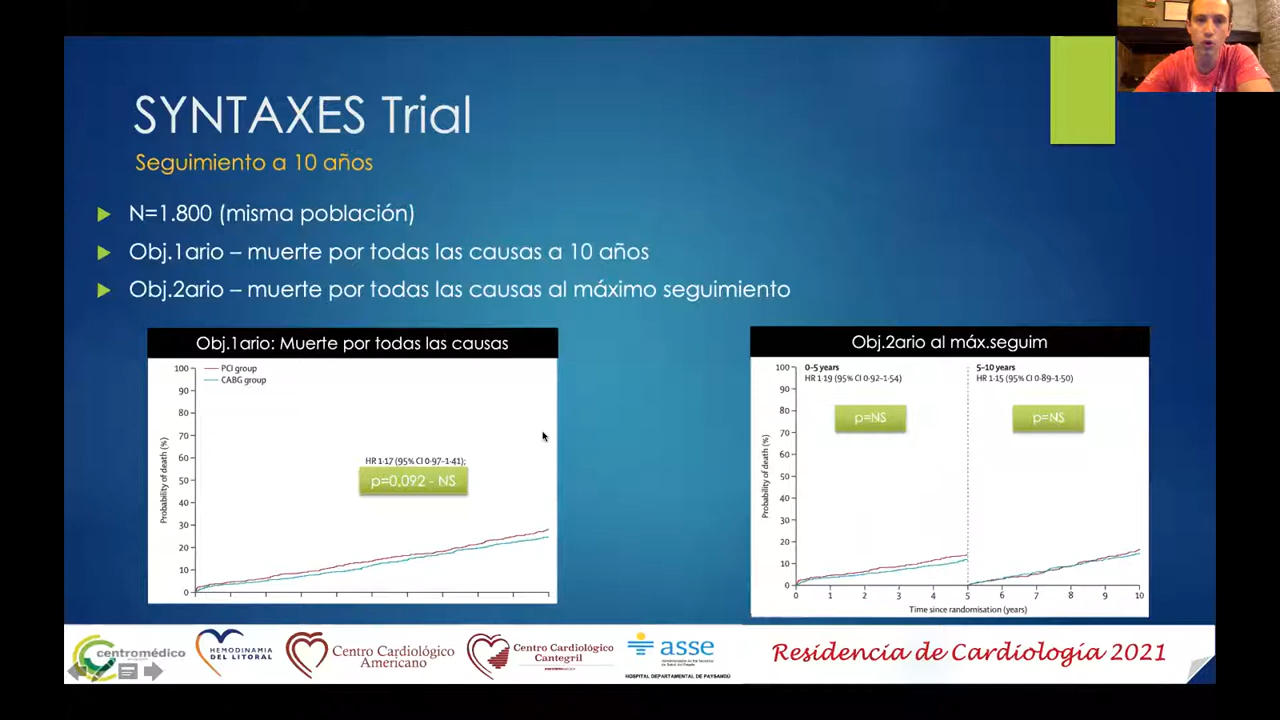 SYNTAXES Trial
Seguimiento a 10 años
N=1.800 (misma población)
Obj.1ario – muerte por todas las causas a 10 años
Obj.2ario – muerte por todas las causas al máximo seguimiento
Obj.1ario: Muerte por todas las causas
PCI group
CABG group
Probability of death (%)
100
90
80
70
60
50
40
30
20
10
0
HR 1·17 (95% CI 0·97–1·41);
p=0.092 - NS
Obj.2ario al máx.seguim
0–5 years
HR 1·19 (95% CI 0·92–1·54)
p=NS
5–10 years
HR 1·15 (95% CI 0·89–1·50)
p=NS
Probability of death (%)
100
90
80
70
60
50
40
30
20
10
0
0 1 2 3 4 5 6 7 8 9 10
Time since randomisation (years)
centromédico
HEMODINAMIA
DEL LITORAL
Centro Cardiológico
Americano
Centro Cardiológico
Cantegril
asse
HOSPITAL DEPARTAMENTAL DE PAYSANDÚ
Residencia de Cardiología 2021